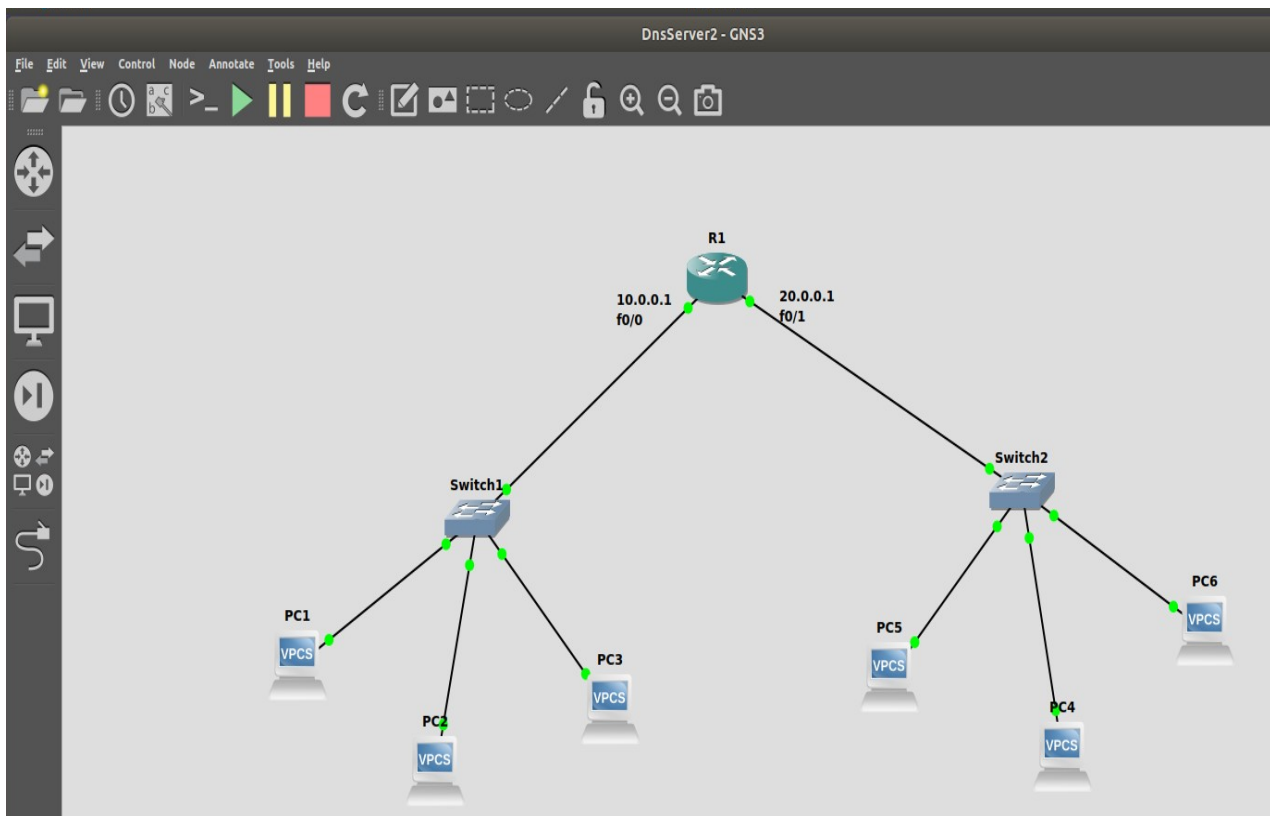 DnsServer2 - GNS3
File Edit View Control Node Annotate Tools Help
R1
10.0.0.1
f0/0
20.0.0.1
f0/1
Switch1
Switch2
PC1
VPCS
PC2
VPCS
PC3
VPCS
PC5
VPCS
PC4
VPCS
PC6
VPCS